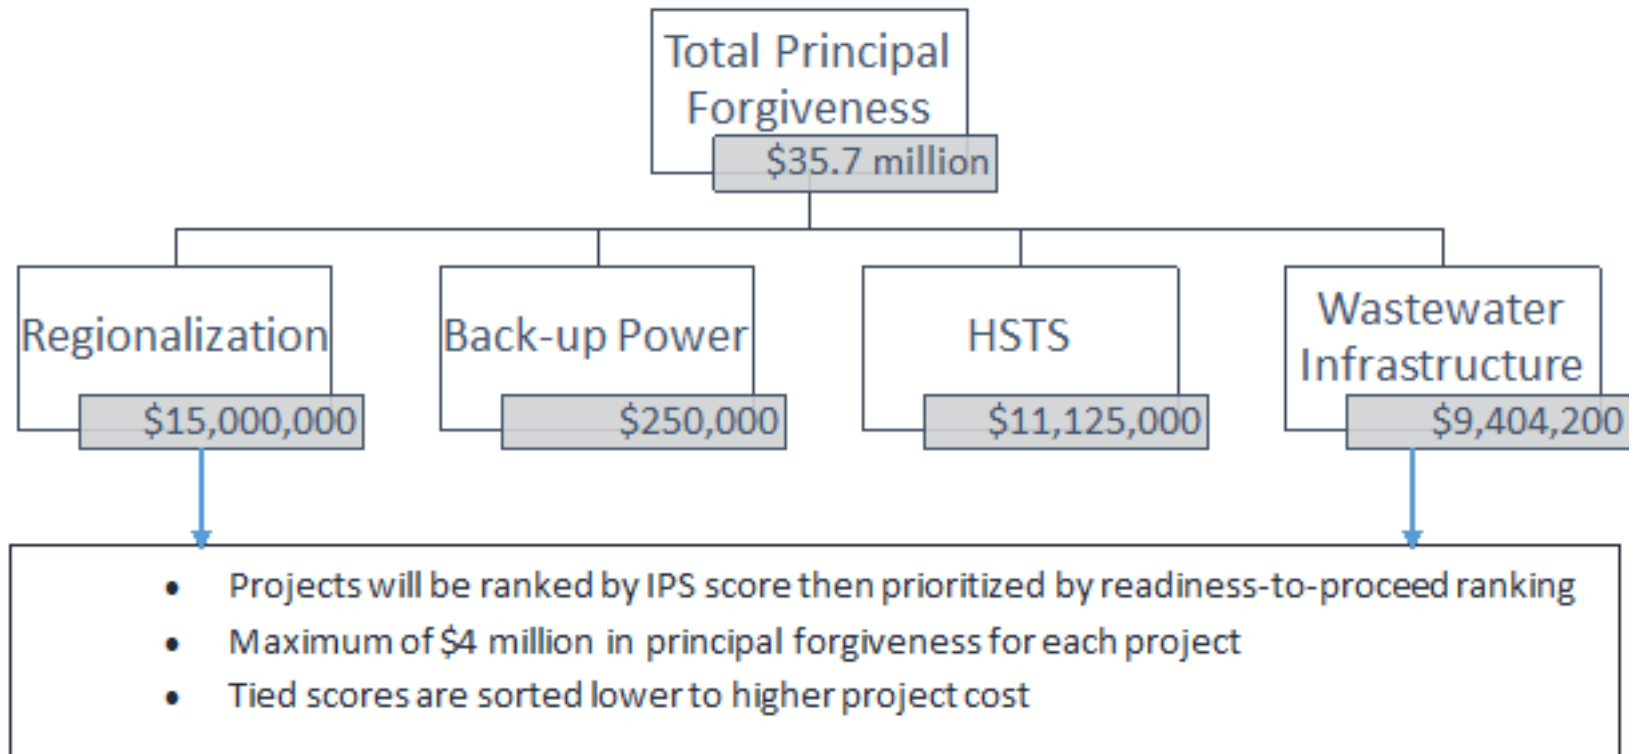 Total Principal
Forgiveness
$35.7 million
Regionalization
$15,000,000
Back-up Power
$250,000
HSTS
$11,125,000
Wastewater
Infrastructure
$9,404,200
• Projects will be ranked by IPS score then prioritized by readiness-to-proceed ranking
• Maximum of $4 million in principal forgiveness for each project
• Tied scores are sorted lower to higher project cost